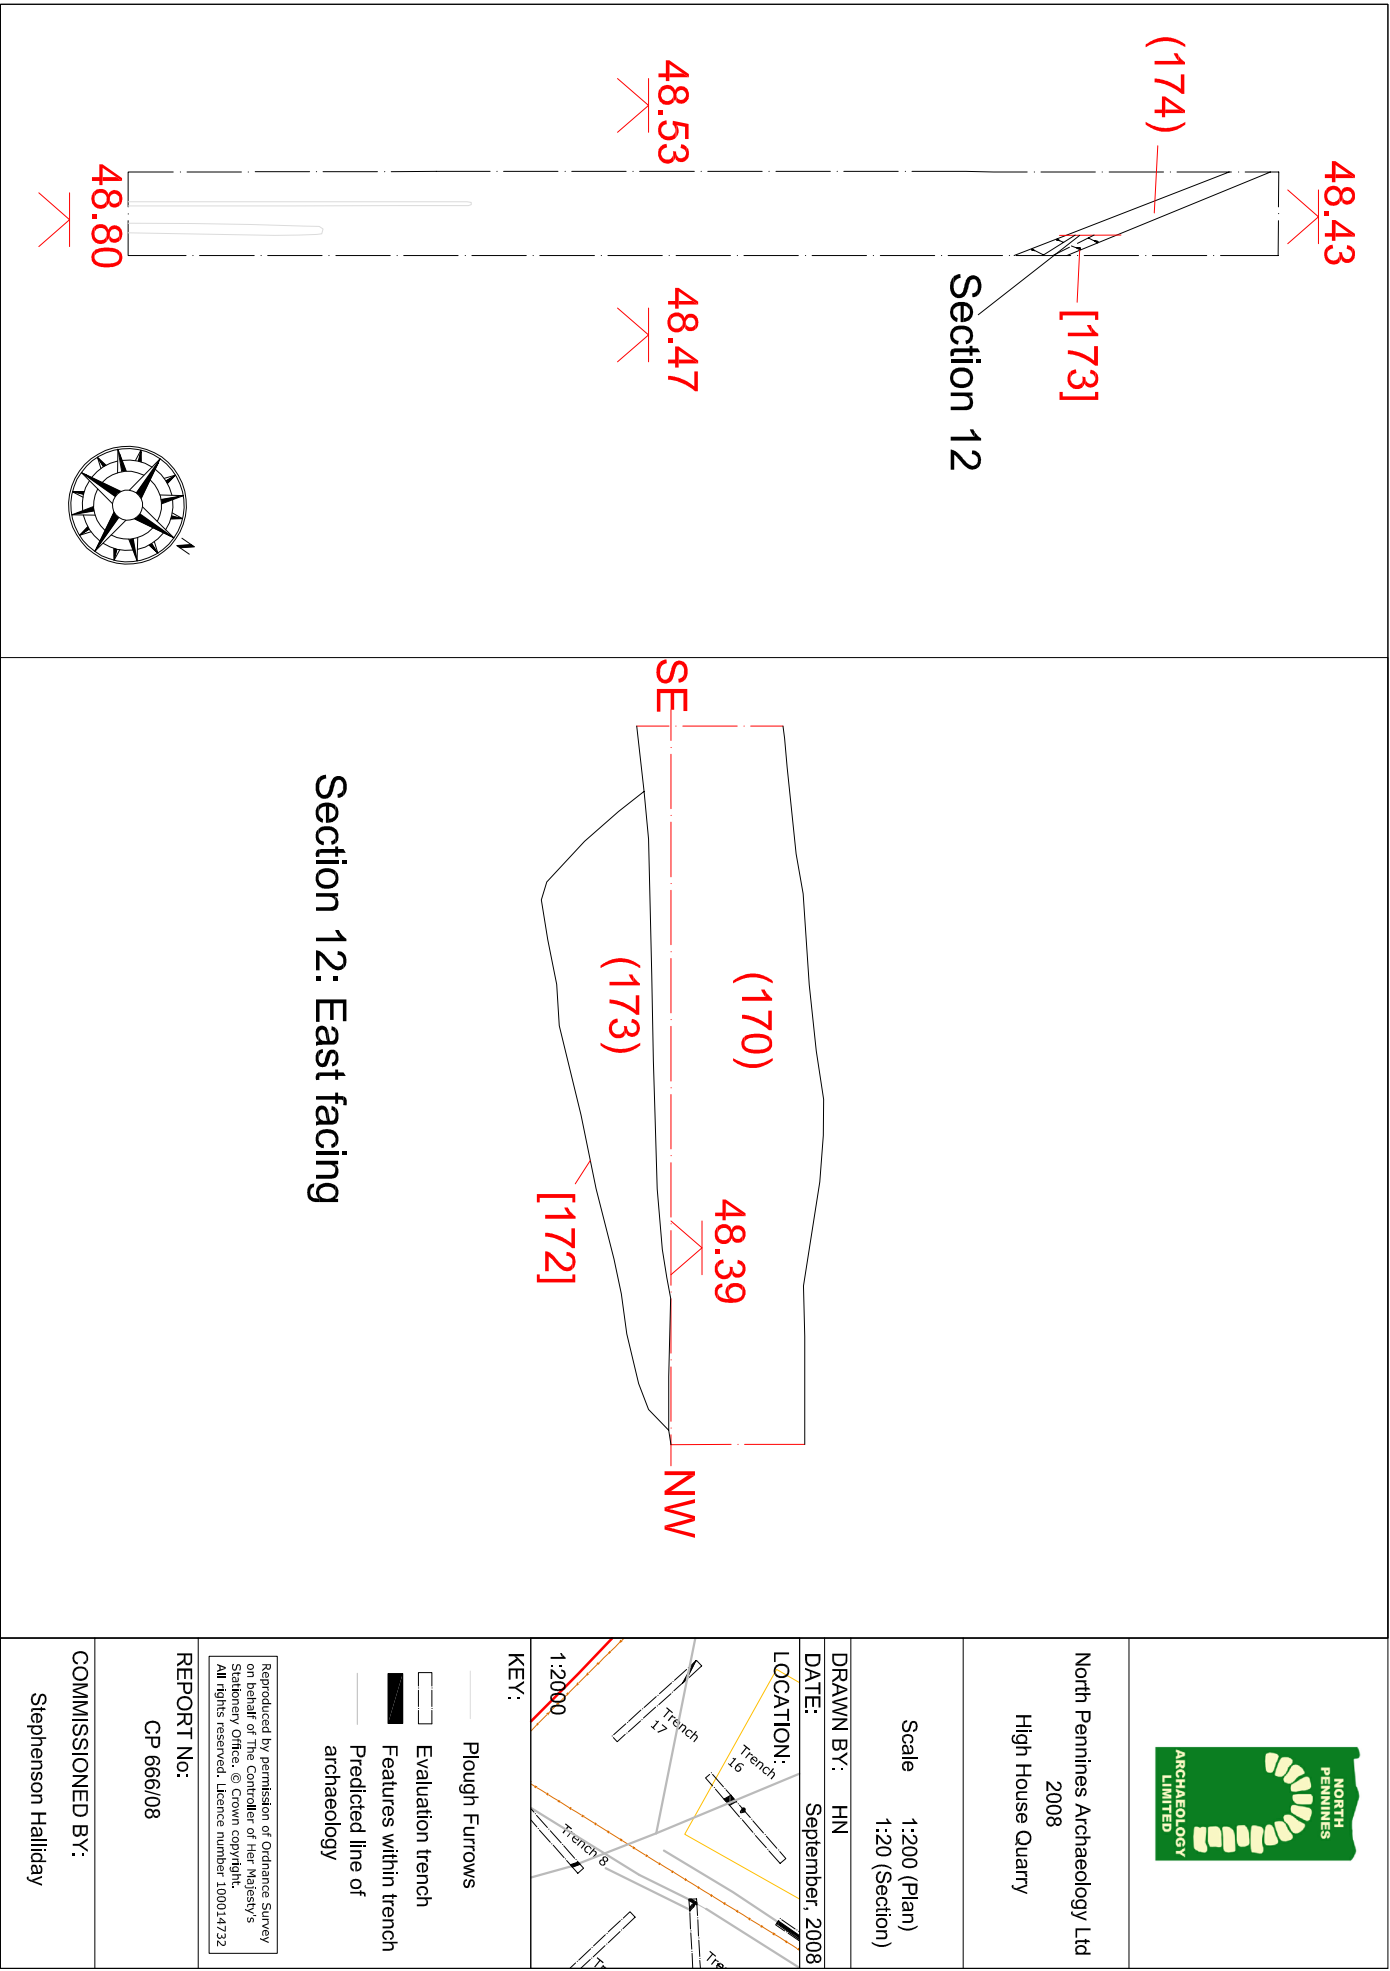 48.43
(174)
[173]
Section 12
48.53
48.47
48.80
N
SE
(170)
48.39
(173)
[172]
NW
Section 12: East facing
NORTH
PENNINES
ARCHAEOLOGY
LIMITED
North Pennines Archaeology Ltd
2008
High House Quarry
Scale
1:200 (Plan)
1:20 (Section)
DRAWN BY: HN
DATE: September, 2008
LOCATION:
Trench
16
Trench
17
Trench 8
1:2000
KEY:
Plough Furrows
Evaluation trench
Features within trench
Predicted line of
archaeology
Reproduced by permission of Ordnance Survey
on behalf of The Controller of Her Majesty's
Stationery Office. © Crown copyright.
All rights reserved. Licence number 100014732
REPORT No:
CP 666/08
COMMISSIONED BY:
Stephenson Halliday